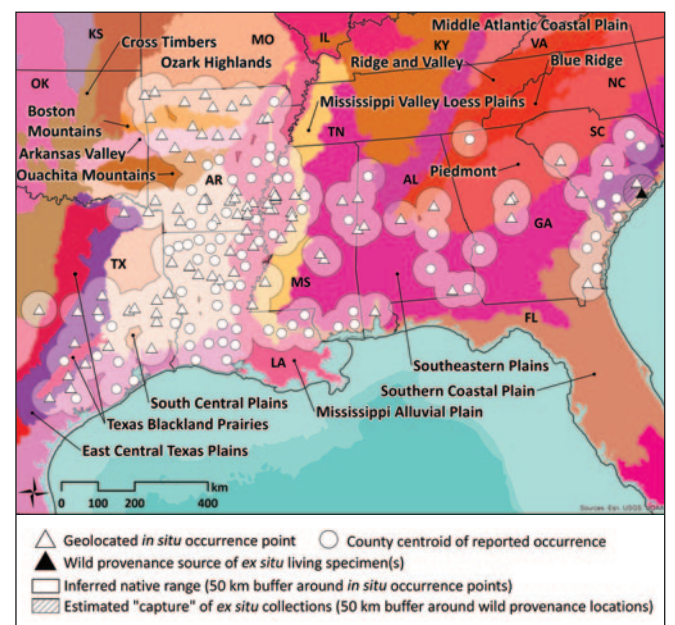 Middle Atlantic Coastal Plain
KS
MO
IL
KY
VA
Cross Timbers
Ozark Highlands
Ridge and Valley
Blue Ridge
OK
NC
Boston
Mountains
Mississippi Valley Loess Plains
TN
SC
Arkansas Valley
Ouachita Mountains
AR
AL
Piedmont
GA
TX
MS
FL
LA
Southeastern Plains
South Central Plains
Southern Coastal Plain
Texas Blackland Prairies
Mississippi Alluvial Plain
East Central Texas Plains
km
0 100 200 400
Sources: Esri USGS
Geolocated in situ occurrence point
County centroid of reported occurrence
Wild provenance source of ex situ living specimen(s)
Inferred native range (50 km buffer around in situ occurrence points)
Estimated "capture" of ex situ collections (50 km buffer around wild provenance locations)